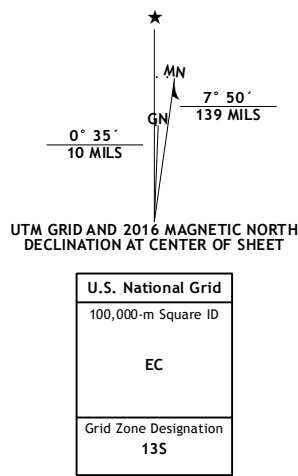 MN
7° 50´
139 MILS
GN
0° 35´
10 MILS
UTM GRID AND 2016 MAGNETIC NORTH
DECLINATION AT CENTER OF SHEET
U.S. National Grid
100,000-m Square ID
EC
Grid Zone Designation
13S